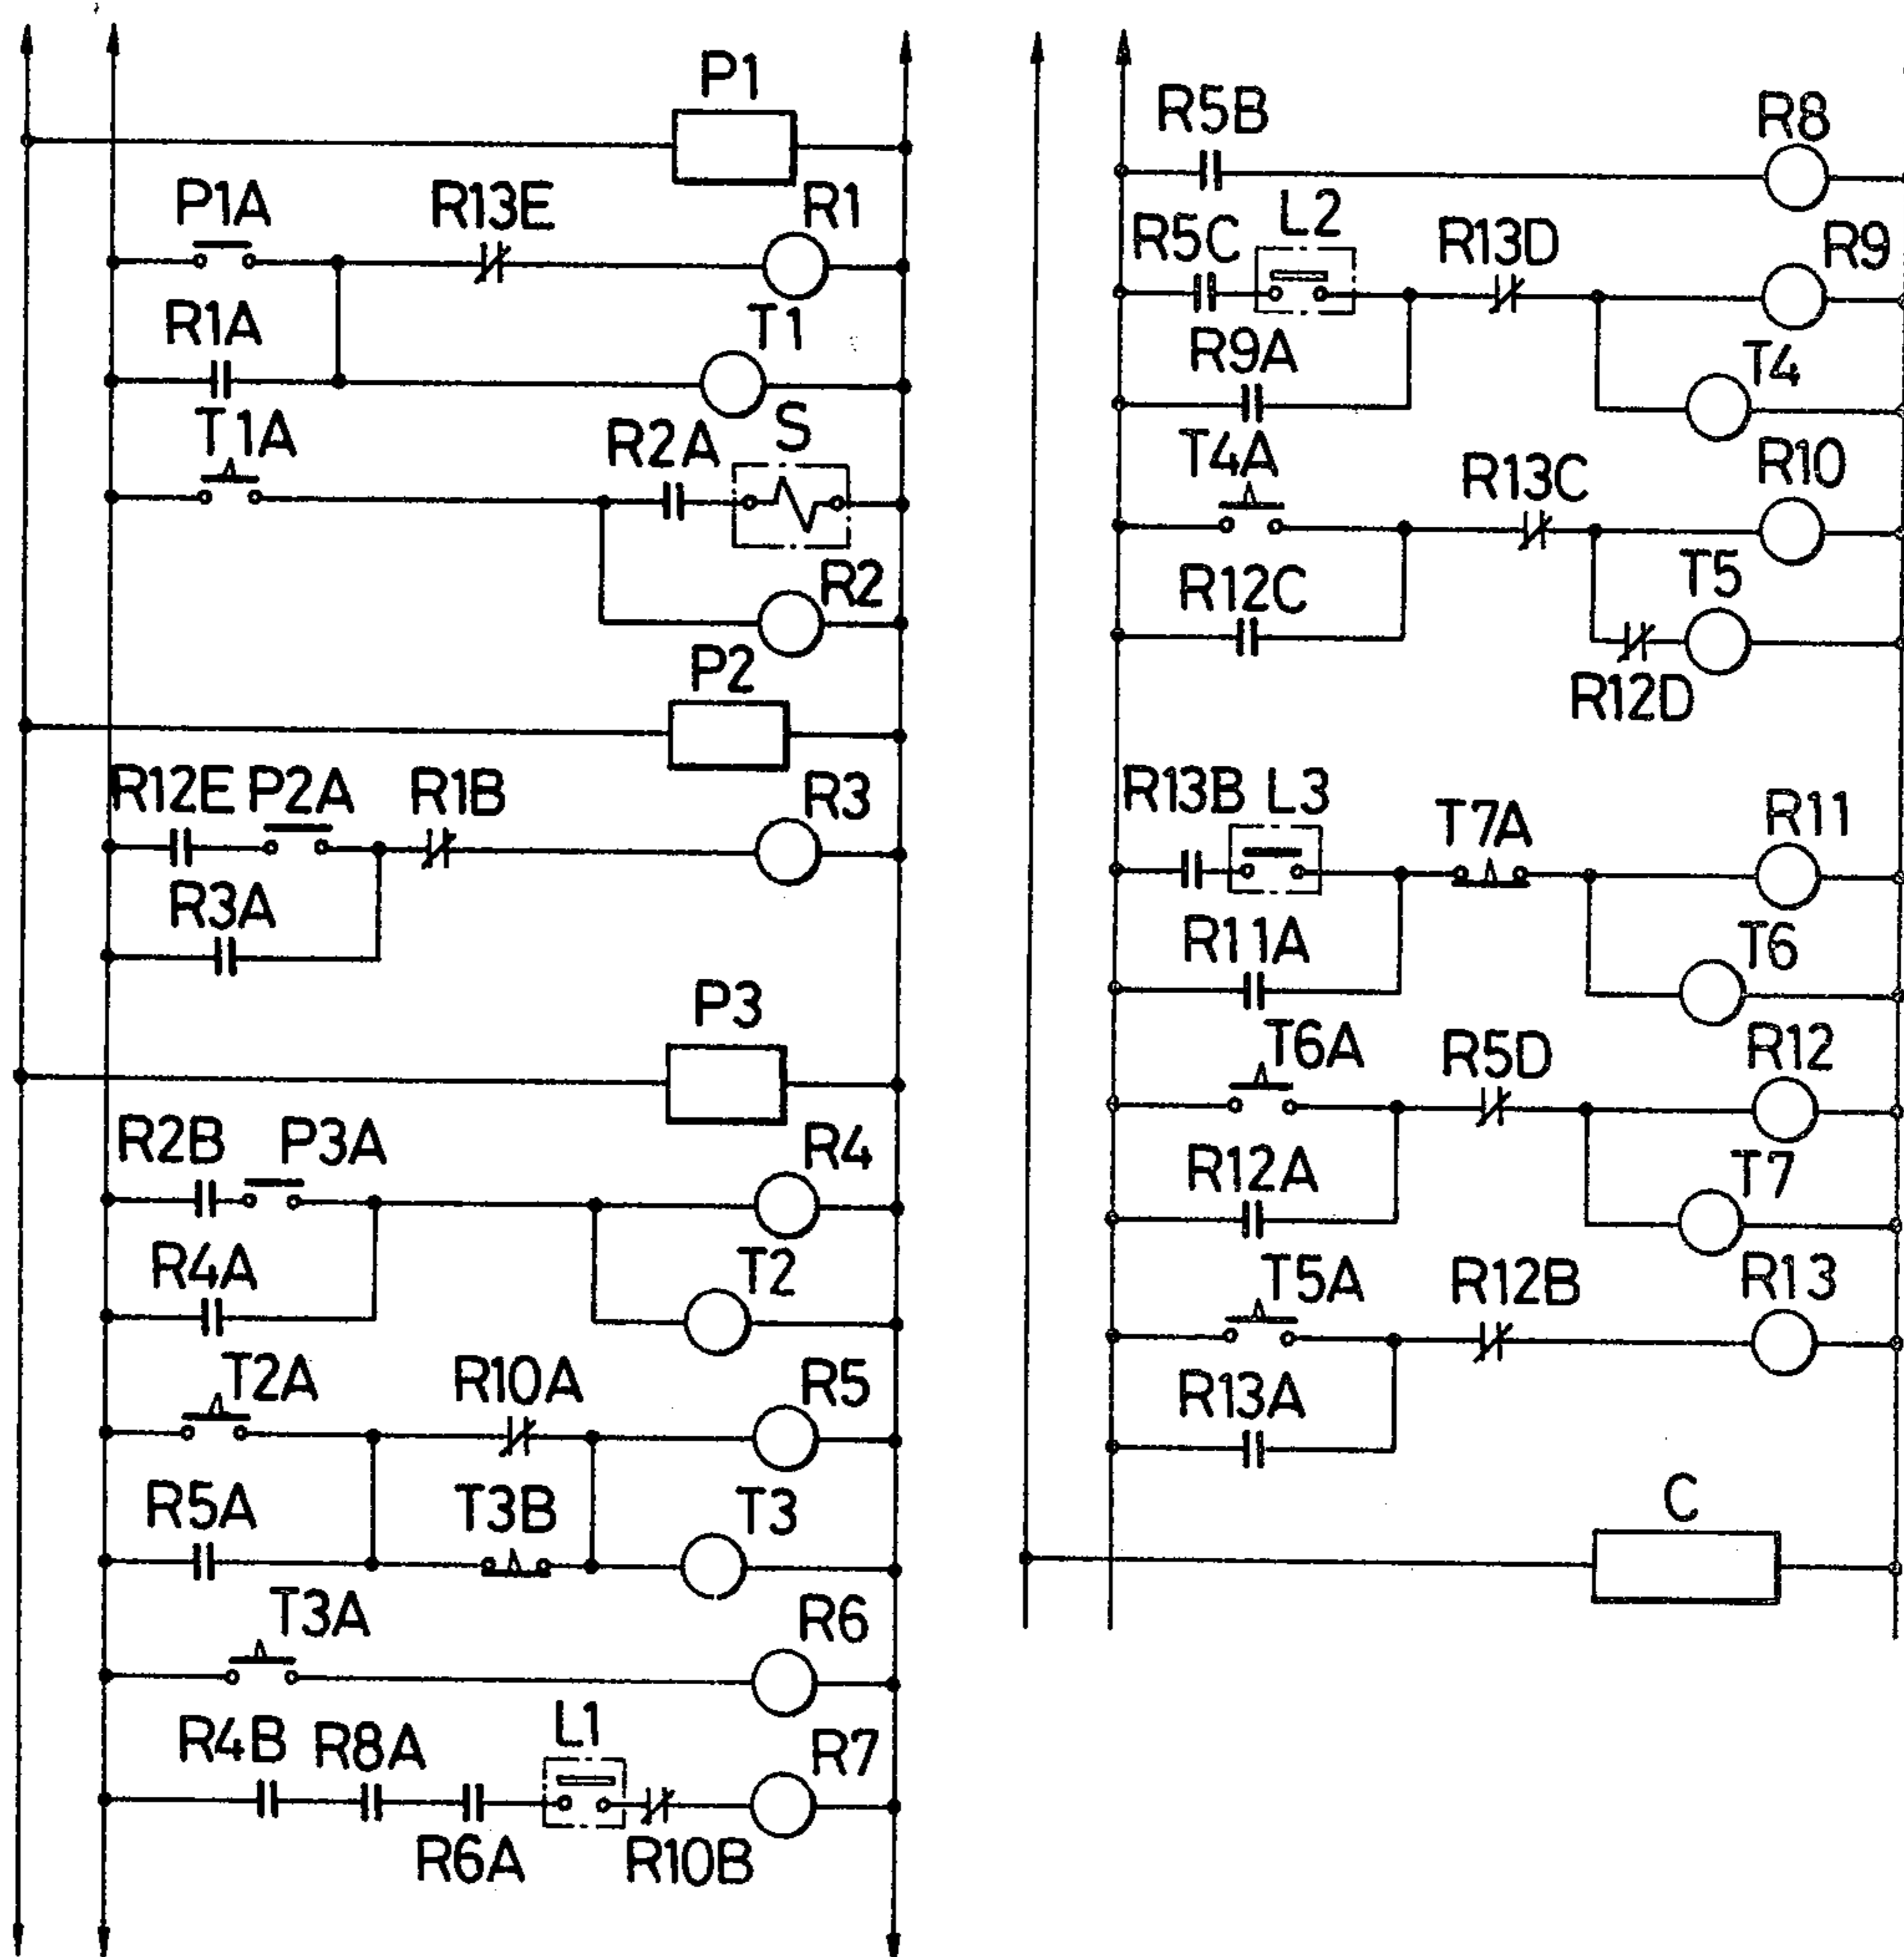 P1
P1A R13E R1
R1A T1
T1A R2A S
R2
P2
R12E P2A R1B R3
R3A
P3
R2B P3A R4
R4A T2
T2A R10A R5
R5A T3B T3
T3A R6
R4B R8A L1 R7
R6A R10B
R5B R8
R5C L2 R13D R9
R9A T4
T4A R13C R10
R12C T5
R12D
R13B L3 T7A R11
R11A T6
T6A R5D R12
R12A T7
T5A R12B R13
R13A
C